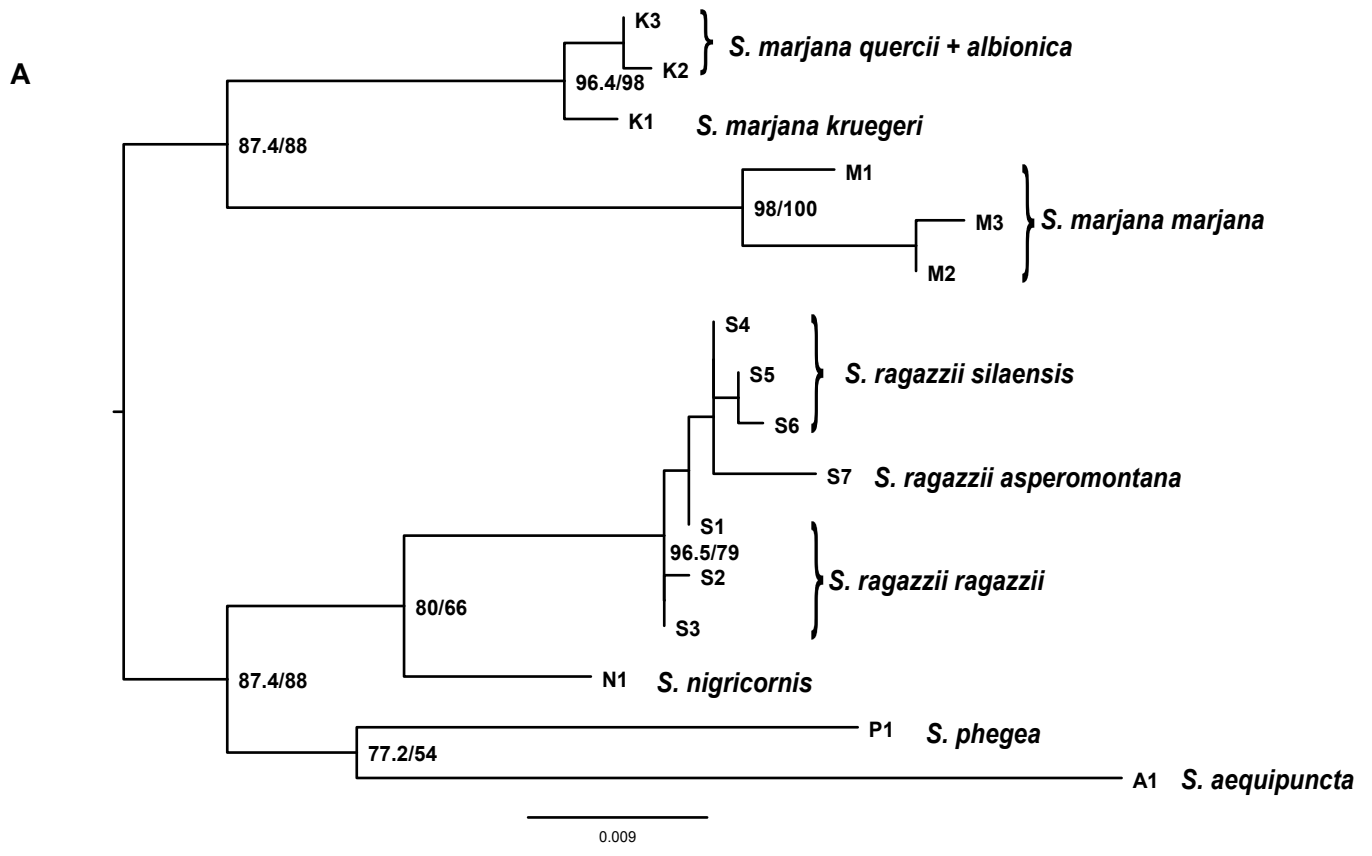 A
K3
S. marjana quercii + albionica
K2
96.4/98
K1
S. marjana kruegeri
87.4/88
M1
98/100
M3
S. marjana marjana
M2
S4
S5
S. ragazzii silaensis
S6
S7
S. ragazzii asperomontana
S1
96.5/79
S2
S. ragazzii ragazzii
80/66
S3
87.4/88
N1
S. nigricornis
P1
S. phegea
77.2/54
A1
S. aequipuncta
0.009